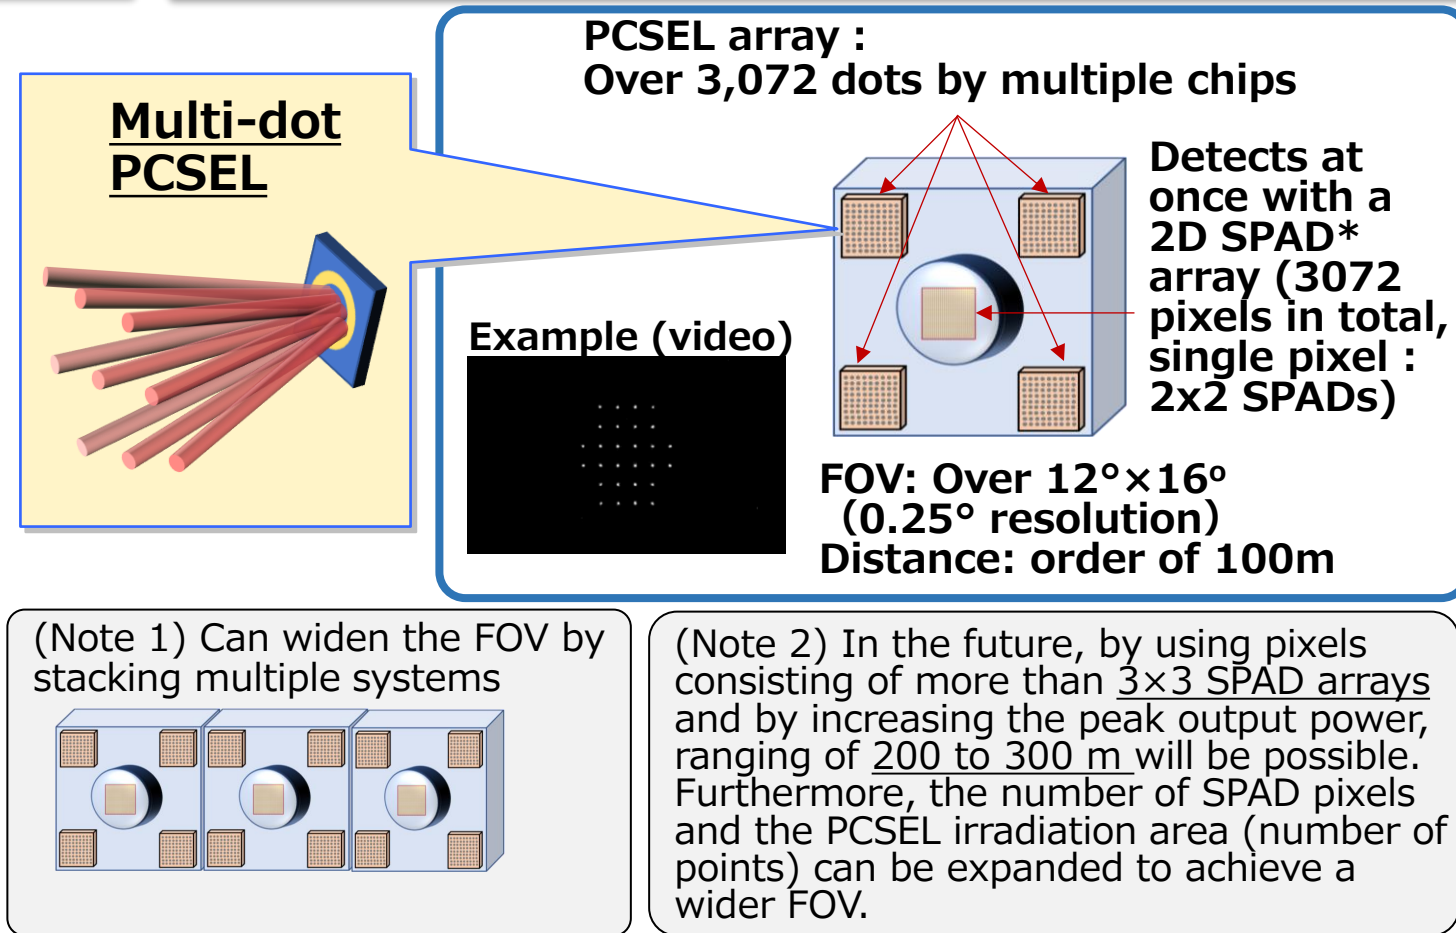 PCSEL array :
Over 3,072 dots by multiple chips
Multi-dot
PCSEL
Detects at
once with a
2D SPAD*
array (3072
pixels in total,
single pixel :
2x2 SPADs)
Example (video)
FOV: Over 12°×16º
（0.25° resolution）
Distance: order of 100m
(Note 1) Can widen the FOV by
stacking multiple systems
(Note 2) In the future, by using pixels
consisting of more than 3×3 SPAD arrays
and by increasing the peak output power,
ranging of 200 to 300 m will be possible.
Furthermore, the number of SPAD pixels
and the PCSEL irradiation area (number of
points) can be expanded to achieve a
wider FOV.